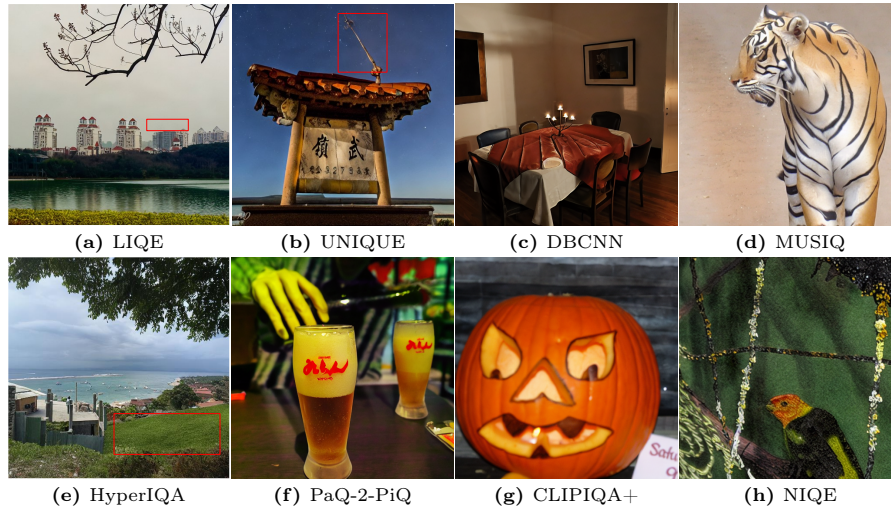 武嶺
(a) LIQE
(b) UNIQUE
(c) DBCNN
(d) MUSIQ
(e) HyperIQA
(f) PaQ-2-PiQ
(g) CLIPIQA+
(h) NIQE